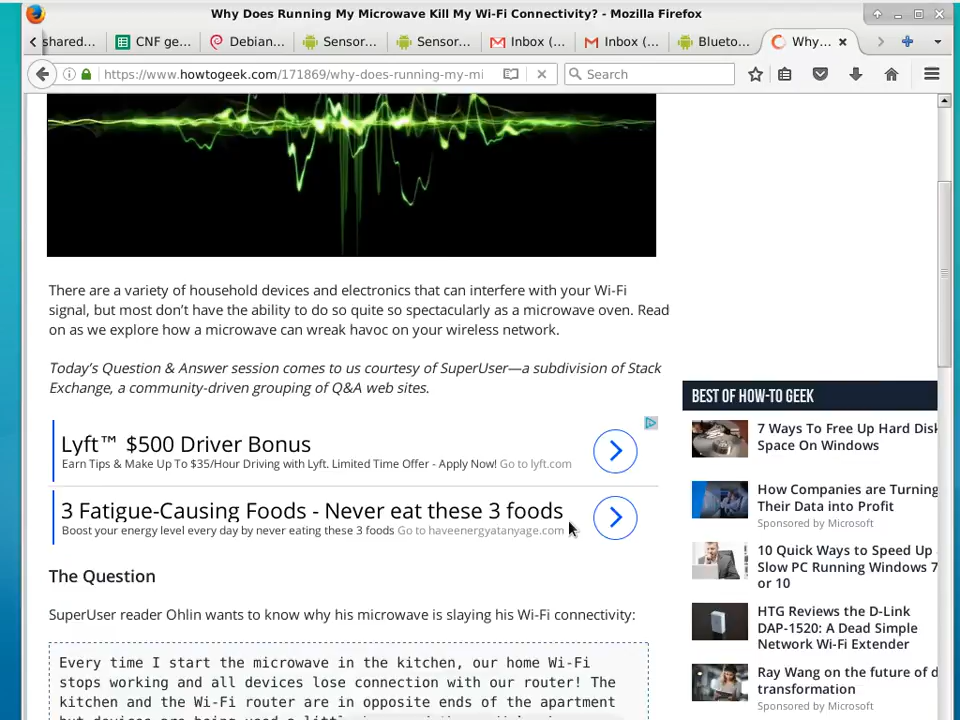 Why Does Running My Microwave Kill My Wi-Fi Connectivity? - Mozilla Firefox
shared...
CNF ge...
Debian...
Sensor...
Sensor...
Inbox (...
Inbox (...
Blueto...
Why...
https://www.howtogeek.com/171869/why-does-running-my-mi
Search
There are a variety of household devices and electronics that can interfere with your Wi-Fi
signal, but most don't have the ability to do so quite so spectacularly as a microwave oven. Read
on as we explore how a microwave can wreak havoc on your wireless network.
Today's Question & Answer session comes to us courtesy of SuperUser—a subdivision of Stack
Exchange, a community-driven grouping of Q&A web sites.
Lyft™ $500 Driver Bonus
Earn Tips & Make Up To $35/Hour Driving with Lyft. Limited Time Offer - Apply Now! Go to lyft.com
3 Fatigue-Causing Foods - Never eat these 3 foods
Boost your energy level every day by never eating these 3 foods Go to haveenergyatanyage.com
The Question
SuperUser reader Ohlin wants to know why his microwave is slaying his Wi-Fi connectivity:
Every time I start the microwave in the kitchen, our home Wi-Fi
stops working and all devices lose connection with our router! The
kitchen and the Wi-Fi router are in opposite ends of the apartment
BEST OF HOW-TO GEEK
7 Ways To Free Up Hard Disk
Space On Windows
How Companies are Turning
Their Data into Profit
Sponsored by Microsoft
10 Quick Ways to Speed Up
Slow PC Running Windows 7
or 10
HTG Reviews the D-Link
DAP-1520: A Dead Simple
Network Wi-Fi Extender
Ray Wang on the future of d
transformation
Sponsored by Microsoft